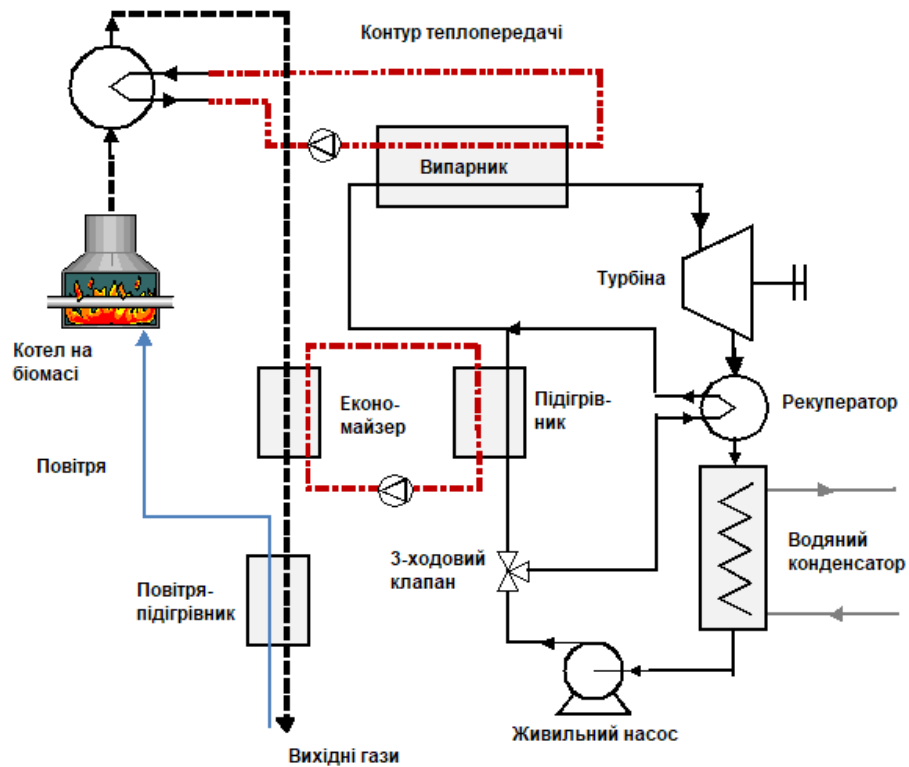 Контур теплопередачі
Випарник
Турбіна
Котел на
біомасі
Еконо-
майзер
Підігрів-
ник
Рекуператор
Повітря
3-ходовий
клапан
Водяний
конденсатор
Повітря-
підігрівник
Живильний насос
Вихідні гази